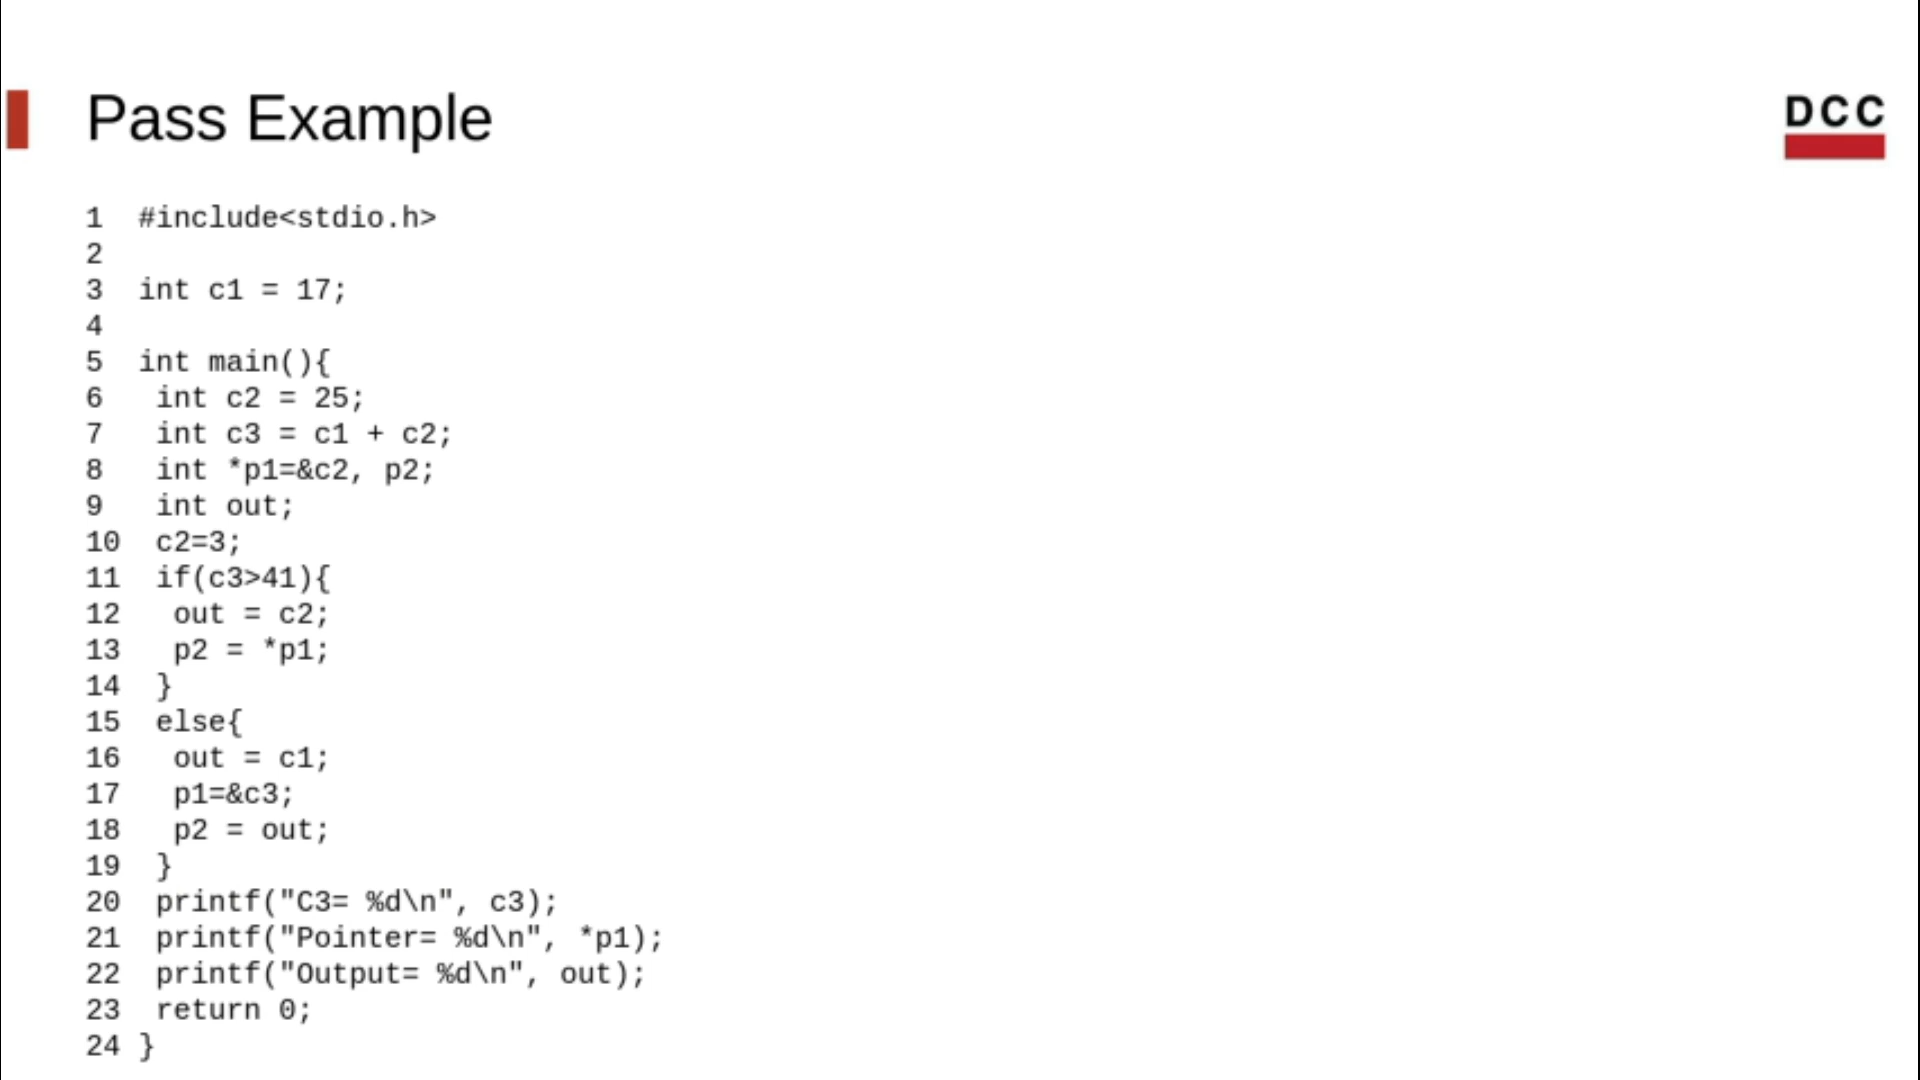 Pass Example
DCC
1  #include<stdio.h>
2
3  int c1 = 17;
4
5  int main(){
6   int c2 = 25;
7   int c3 = c1 + c2;
8   int *p1=&c2, p2;
9   int out;
10  c2=3;
11  if(c3>41){
12   out = c2;
13   p2 = *p1;
14  }
15  else{
16   out = c1;
17   p1=&c3;
18   p2 = out;
19  }
20  printf("C3= %d\n", c3);
21  printf("Pointer= %d\n", *p1);
22  printf("Output= %d\n", out);
23  return 0;
24 }